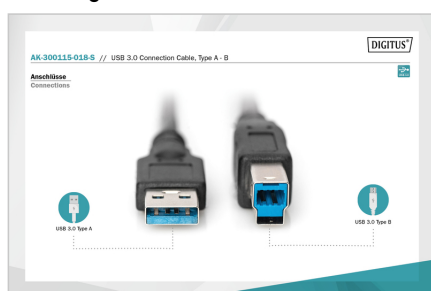 DIGITUS®
AK-300115-018-S // USB 3.0 Connection Cable, Type A - B
Anschlüsse
Connections
USB 3.0 Type A
USB 3.0 Type B